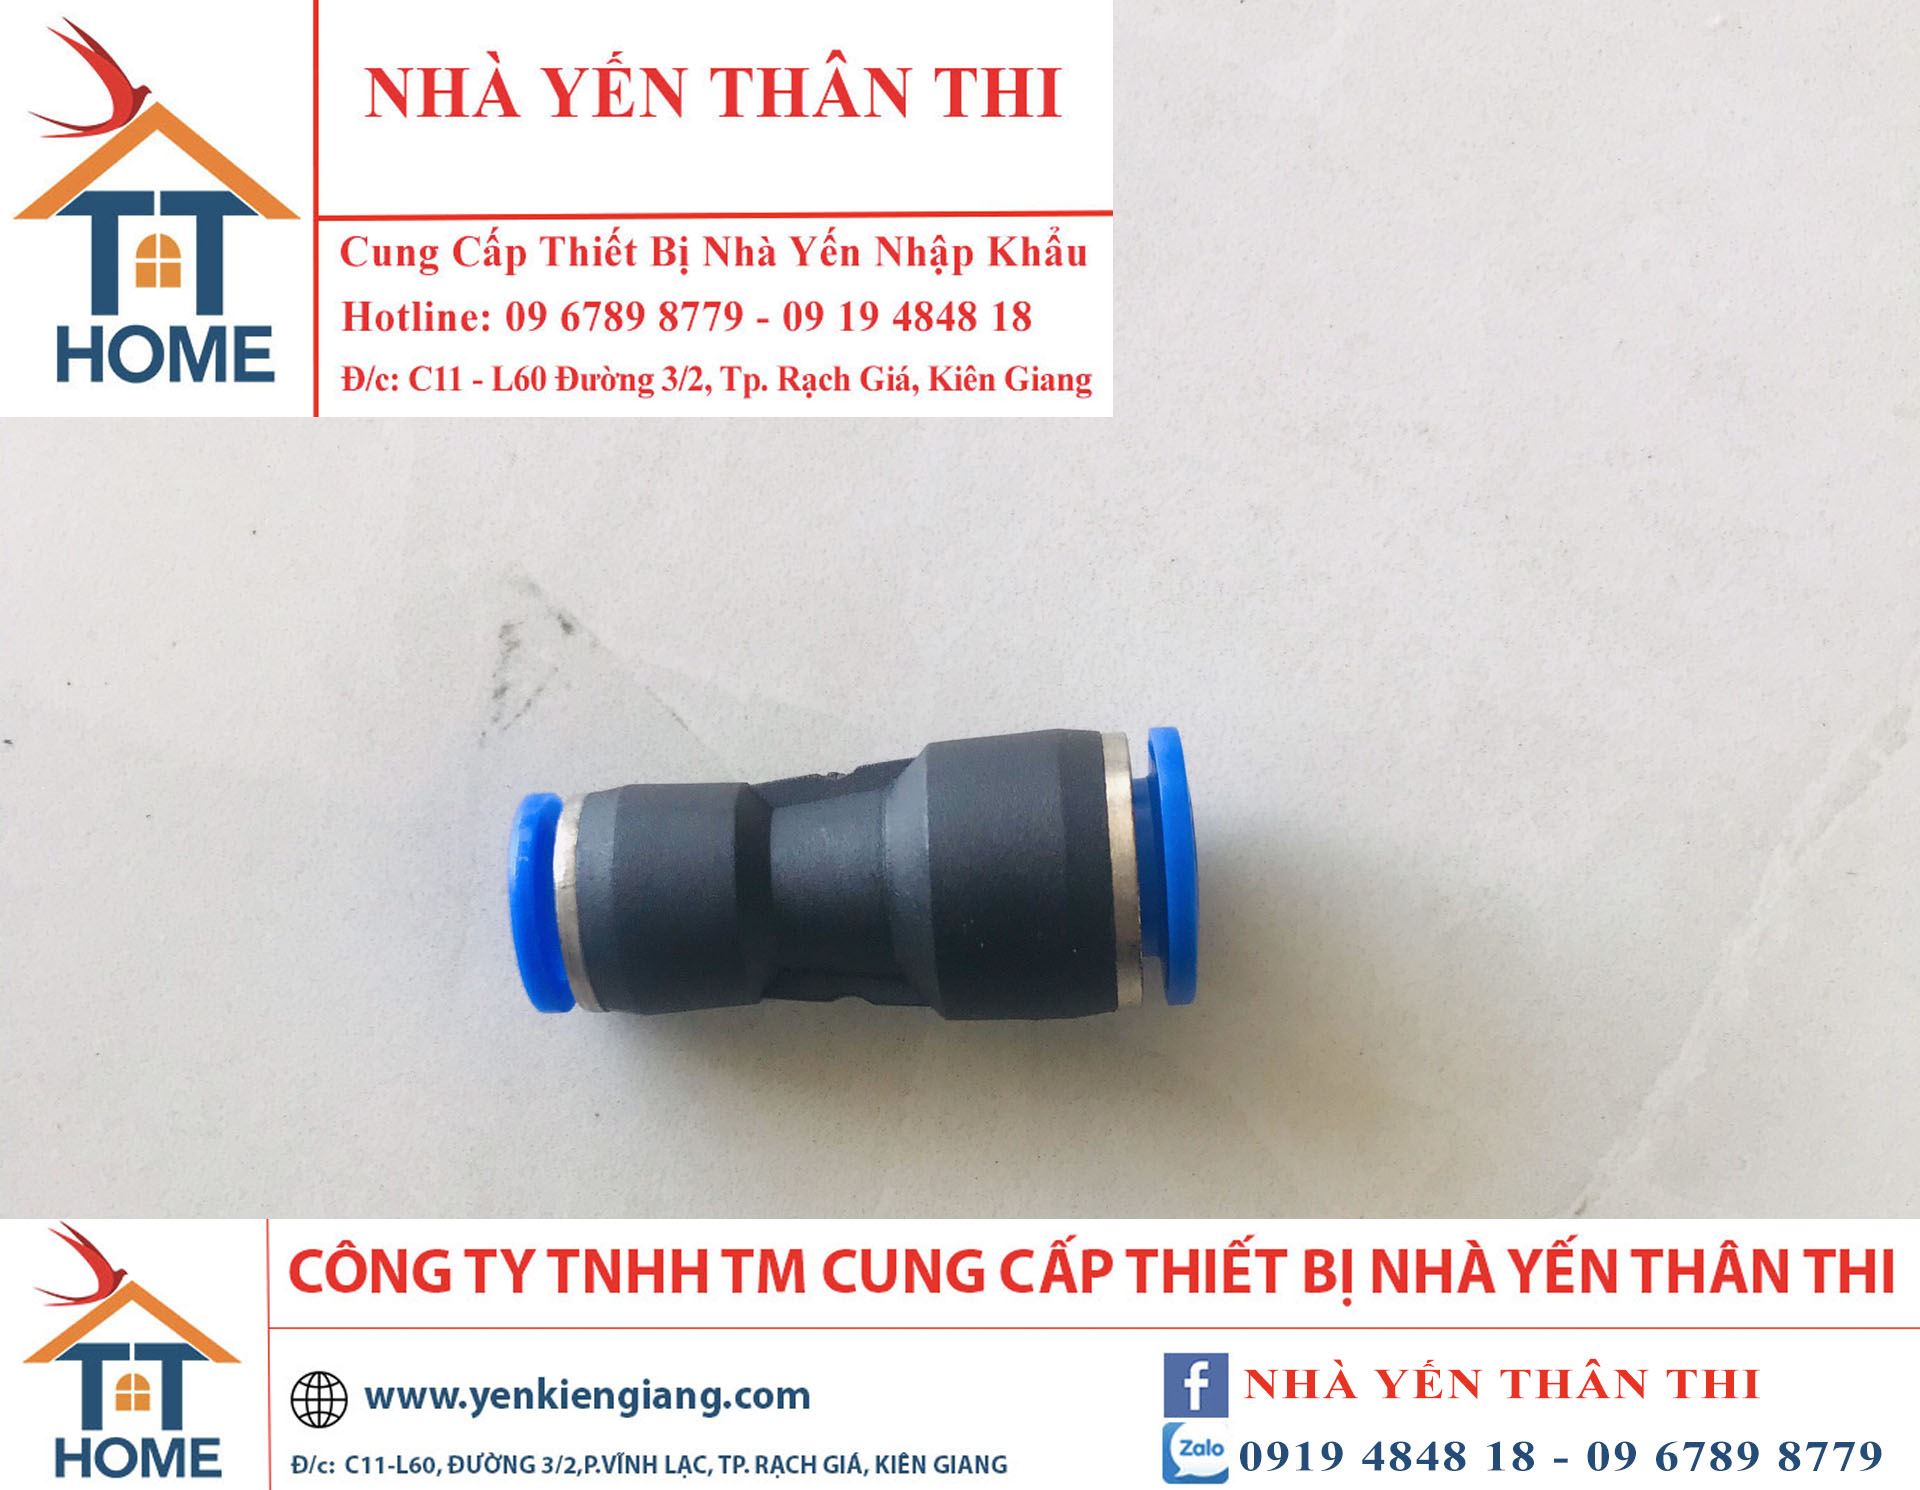 NHÀ YẾN THÂN THI
TT
HOME
Cung Cấp Thiết Bị Nhà Yến Nhập Khẩu
Hotline: 09 6789 8779 - 09 19 4848 18
Đ/c: C11 - L60 Đường 3/2, Tp. Rạch Giá, Kiên Giang
CÔNG TY TNHH TM CUNG CẤP THIẾT BỊ NHÀ YẾN THÂN THI
TT
HOME
www.yenkiengiang.com
Đ/c: C11-L60, ĐƯỜNG 3/2,P.VĨNH LẠC, TP. RẠCH GIÁ, KIÊN GIANG
f NHÀ YẾN THÂN THI
Zalo 0919 4848 18 - 09 6789 8779